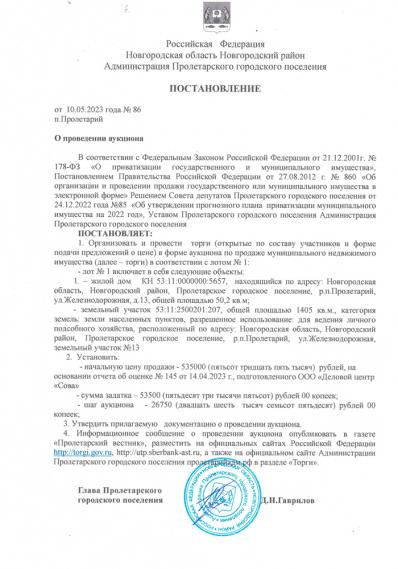 Российская Федерация
Новгородская область Новгородский район
Администрация Пролетарского городского поселения
ПОСТАНОВЛЕНИЕ
от 10.05.2023 года № 86
п.Пролетарий
О проведении аукциона
В соответствии с Федеральным Законом Российской Федерации от 21.12.2001г. №
178-ФЗ «О приватизации государственного и муниципального имущества»,
Постановлением Правительства Российской Федерации от 27.08.2012 г. № 860 «Об
организации и проведении продажи государственного или муниципального имущества в
электронной форме» Решением Совета депутатов Пролетарского городского поселения от
24.12.2022 года №85 «Об утверждении прогнозного плана приватизации муниципального
имущества на 2022 год», Уставом Пролетарского городского поселения Администрация
Пролетарского городского поселения
ПОСТАНОВЛЯЕТ:
1. Организовать и провести торги (открытые по составу участников и форме
подачи предложений о цене) в форме аукциона по продаже муниципального недвижимого
имущества (далее – торги) в соответствии с лотом № 1:
- лот № 1 включает в себя следующие объекты:
1. – жилой дом КН 53:11:0000000:5657, находящийся по адресу: Новгородская
область, Новгородский район, Пролетарское городское поселение, р.п.Пролетарий,
ул.Железнодорожная, д.13, общей площадью 50,2 кв.м;
- земельный участок 53:11:2500201:207, общей площадью 1405 кв.м., категория
земель: земли населенных пунктов, разрешенное использование: для ведения личного
подсобного хозяйства, расположенный по адресу: Новгородская область, Новгородский
район, Пролетарское городское поселение, р.п.Пролетарий, ул.Железнодорожная,
земельный участок №13
2. Установить:
- начальную цену продажи - 535000 (пятьсот тридцать пять тысяч) рублей, на
основании отчета об оценке № 145 от 14.04.2023 г., подготовленного ООО «Деловой центр
«Сова»
- сумма задатка – 53500 (пятьдесят три тысячи пятьсот) рублей 00 копеек;
- шаг аукциона - 26750 (двадцать шесть тысяч семьсот пятьдесят) рублей 00
копеек;
3. Утвердить прилагаемую документацию о проведении аукциона.
4. Информационное сообщение о проведении аукциона опубликовать в газете
«Пролетарский вестник», разместить на официальных сайтах Российской Федерации
http://torgi.gov.ru, http://utp.sberbank-ast.ru, а также на официальном сайте Администрации
Пролетарского городского поселения пролетарийадм.рф в разделе «Торги».
Глава Пролетарского
городского поселения Д.Н.Гаврилов